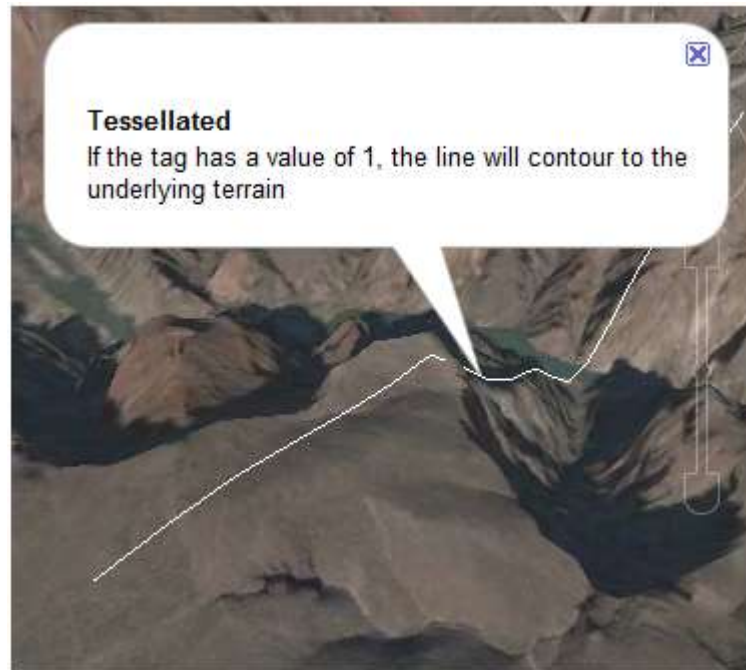 Tessellated
If the tag has a value of 1, the line will contour to the
underlying terrain